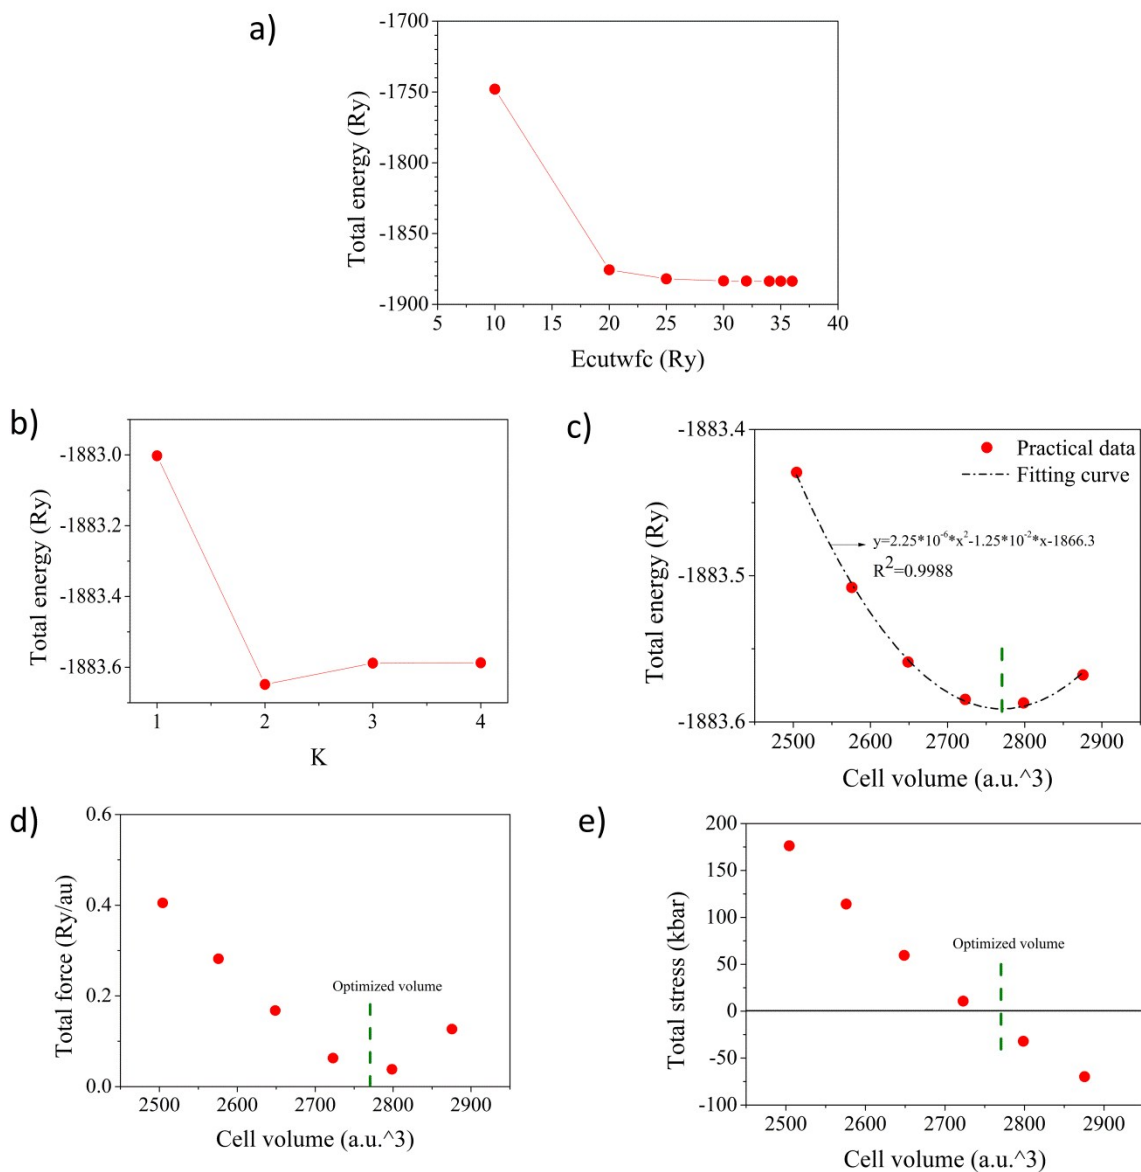 a)
Total energy (Ry)
-1700
-1750
-1800
-1850
-1900
5 10 15 20 25 30 35 40
Ecutwfc (Ry)
b)
Total energy (Ry)
-1883.0
-1883.2
-1883.4
-1883.6
1 2 3 4
K
c)
Total energy (Ry)
-1883.4
-1883.5
-1883.6
Practical data
Fitting curve
y=2.25*10^-6*x^2-1.25*10^-2*x-1866.3
R^2=0.9988
2500 2600 2700 2800 2900
Cell volume (a.u.^3)
d)
Total force (Ry/au)
0.6
0.4
0.2
0.0
Optimized volume
2500 2600 2700 2800 2900
Cell volume (a.u.^3)
e)
Total stress (kbar)
200
150
100
50
0
-50
-100
Optimized volume
2500 2600 2700 2800 2900
Cell volume (a.u.^3)